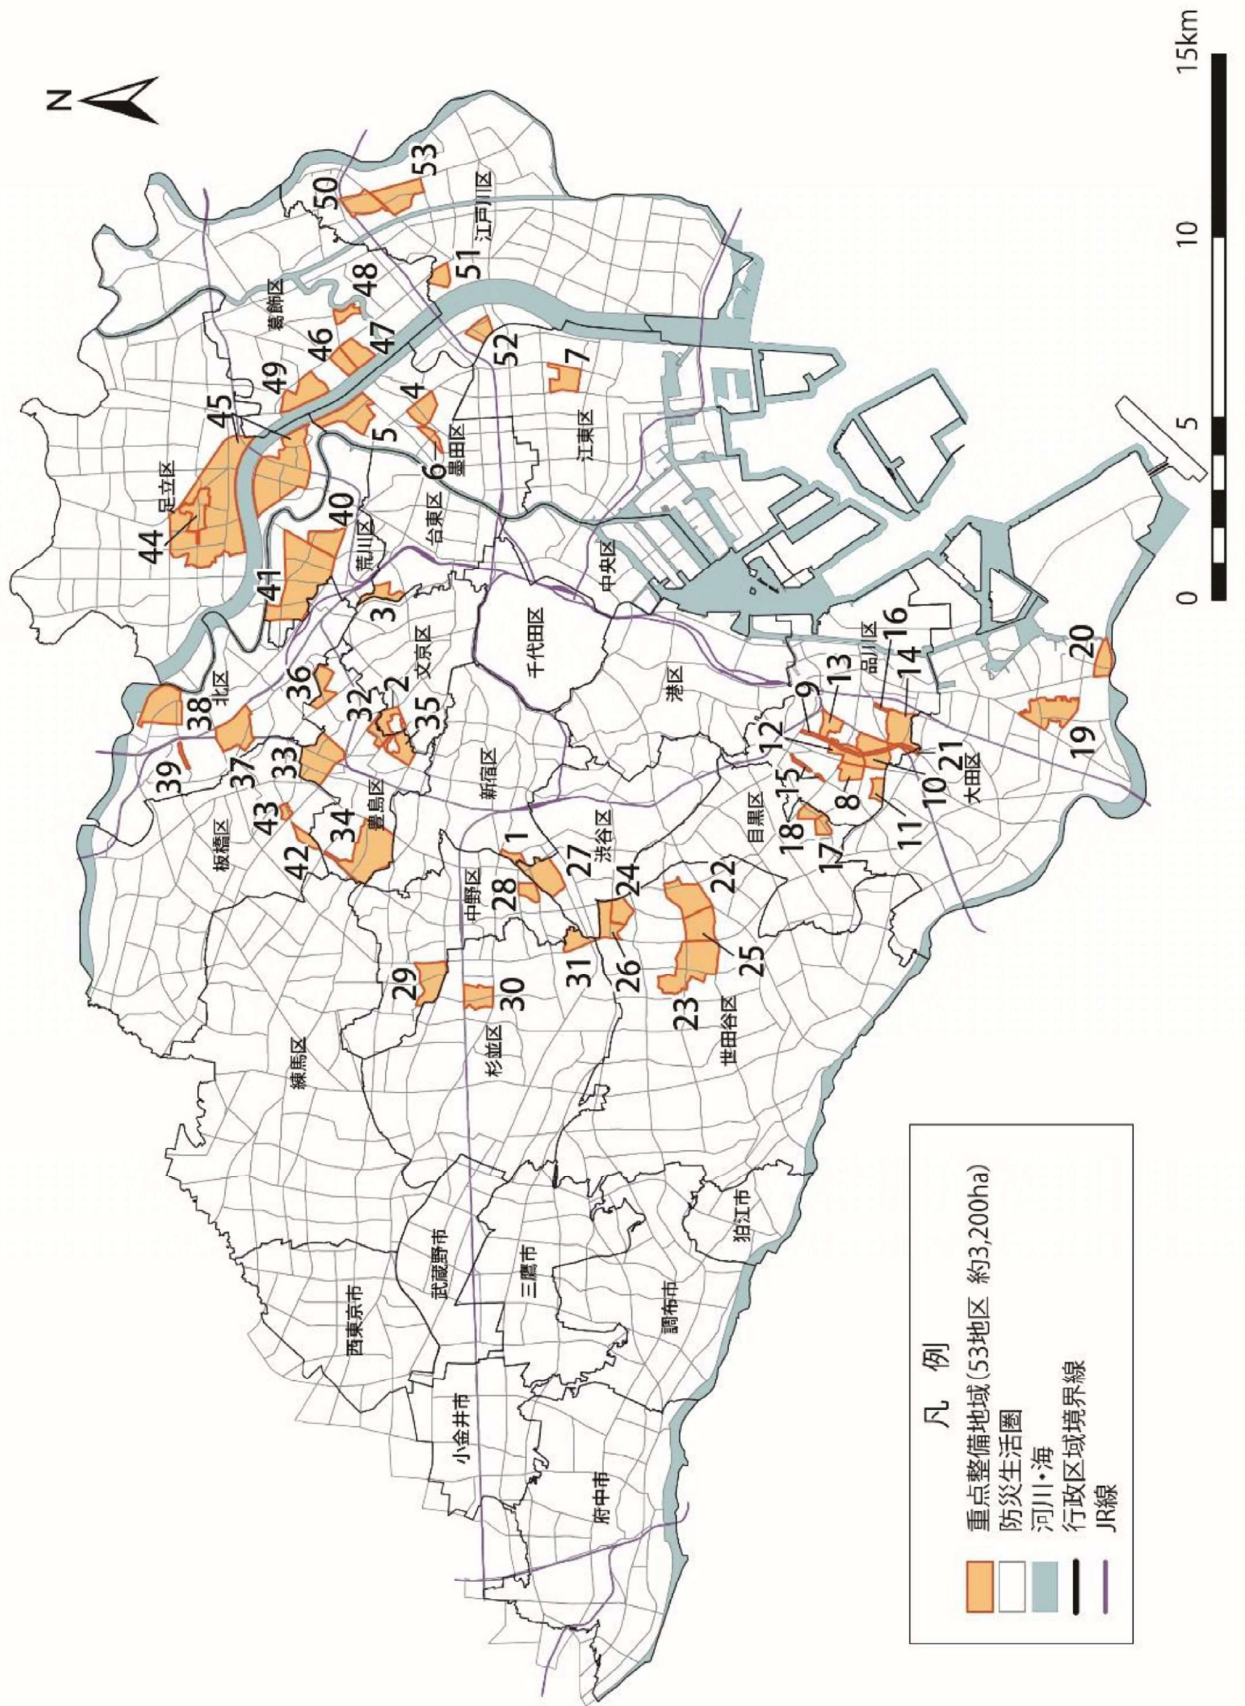 N
足立区
44
45
49
葛飾区
46
48
47
50
53
江戸川区
51
52
7
4
5
6
墨田区
江東区
41
40
荒川区
台東区
3
中央区
38
39
北区
37
36
33
32
2
文京区
35
千代田区
43
42
34
豊島区
板橋区
新宿区
港区
練馬区
29
中野区
28
1
27
渋谷区
24
30
31
26
杉並区
22
25
23
世田谷区
目黒区
18
17
15
12
9
13
品川区
16
14
8
10
21
11
大田区
19
20
西東京市
武蔵野市
三鷹市
調布市
狛江市
小金井市
府中市
凡 例
重点整備地域(53地区 約3,200ha)
防災生活圏
河川・海
行政区域境界線
JR線
0 5 10 15km